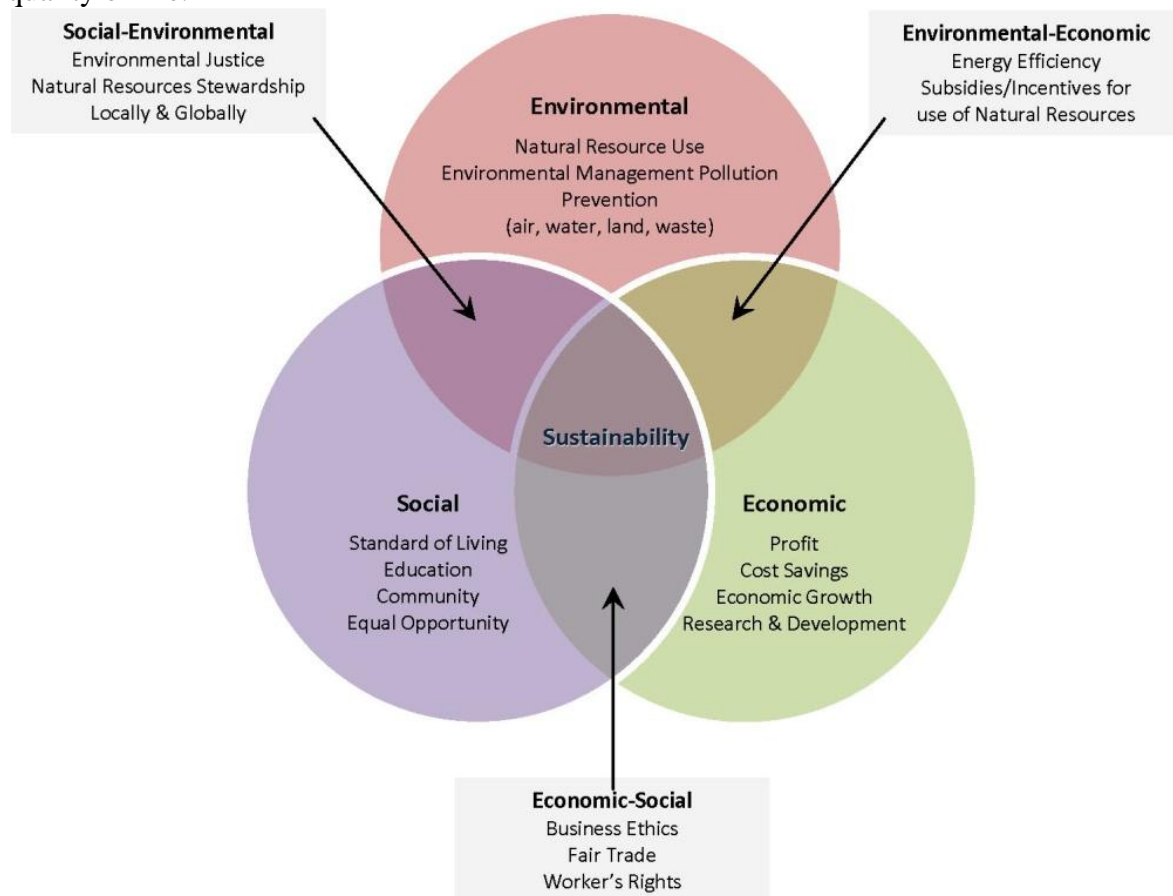 Social-Environmental
Environmental Justice
Natural Resources Stewardship
Locally & Globally
Environmental-Economic
Energy Efficiency
Subsidies/Incentives for
use of Natural Resources
Environmental
Natural Resource Use
Environmental Management Pollution
Prevention
(air, water, land, waste)
Sustainability
Social
Standard of Living
Education
Community
Equal Opportunity
Economic
Profit
Cost Savings
Economic Growth
Research & Development
Economic-Social
Business Ethics
Fair Trade
Worker's Rights